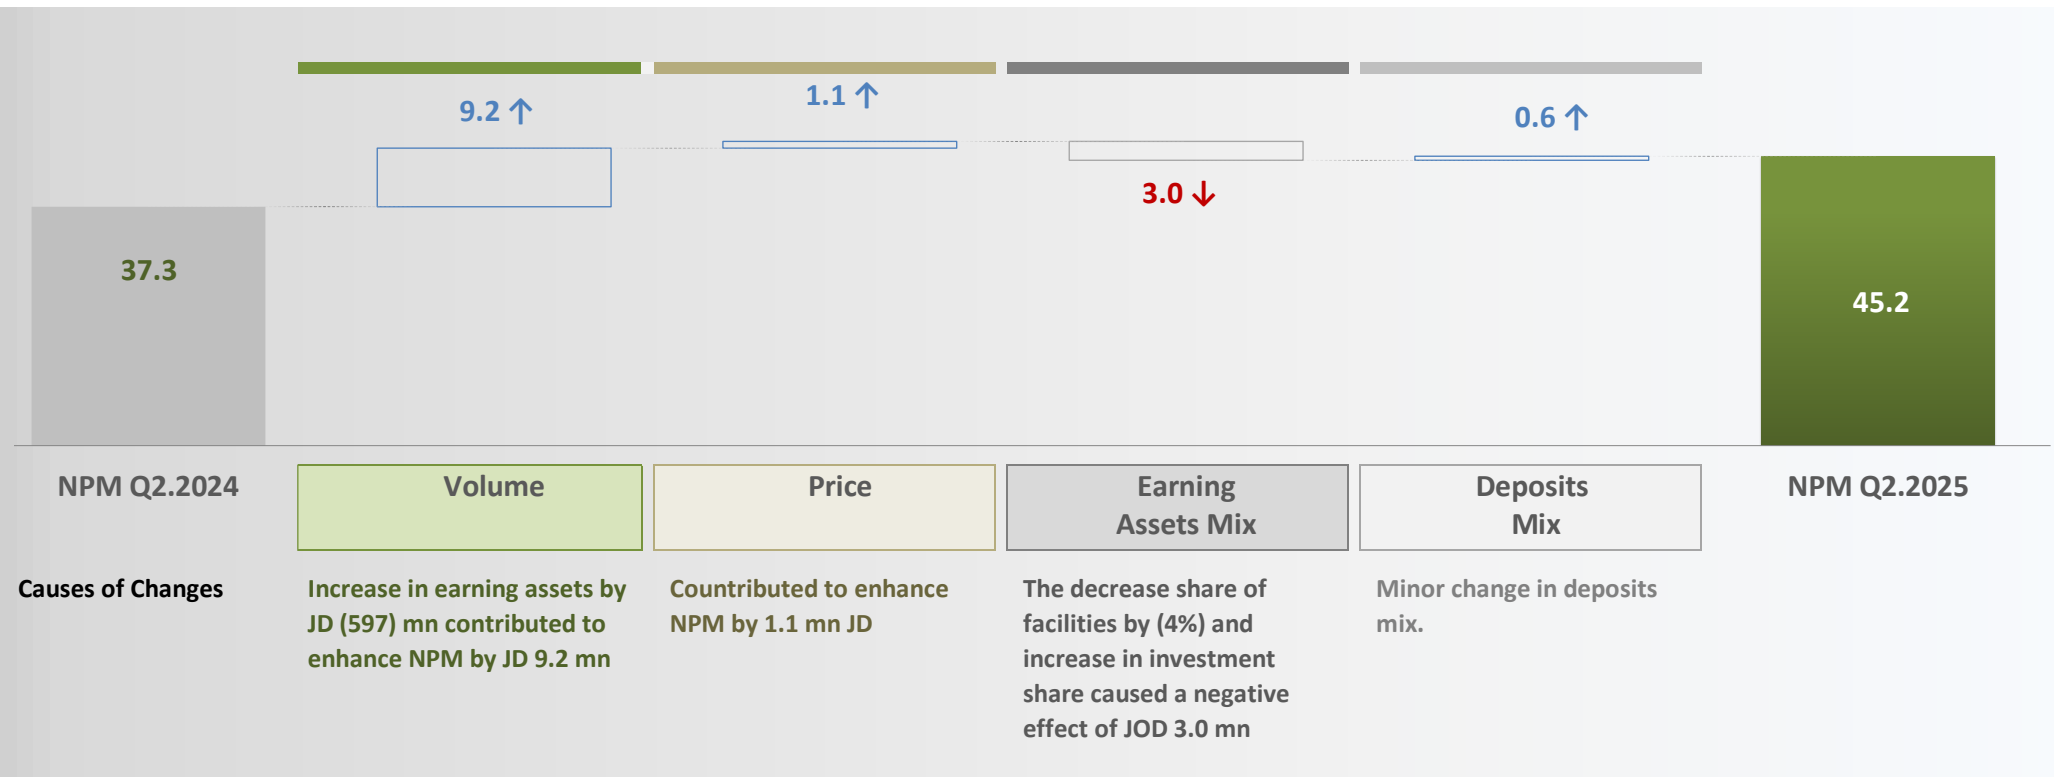 9.2 ↑
1.1 ↑
0.6 ↑
3.0 ↓
37.3
45.2
NPM Q2.2024
Volume
Price
Earning
Assets Mix
Deposits
Mix
NPM Q2.2025
Causes of Changes
Increase in earning assets by
JD (597) mn contributed to
enhance NPM by JD 9.2 mn
Countributed to enhance
NPM by 1.1 mn JD
The decrease share of
facilities by (4%) and
increase in investment
share caused a negative
effect of JOD 3.0 mn
Minor change in deposits
mix.